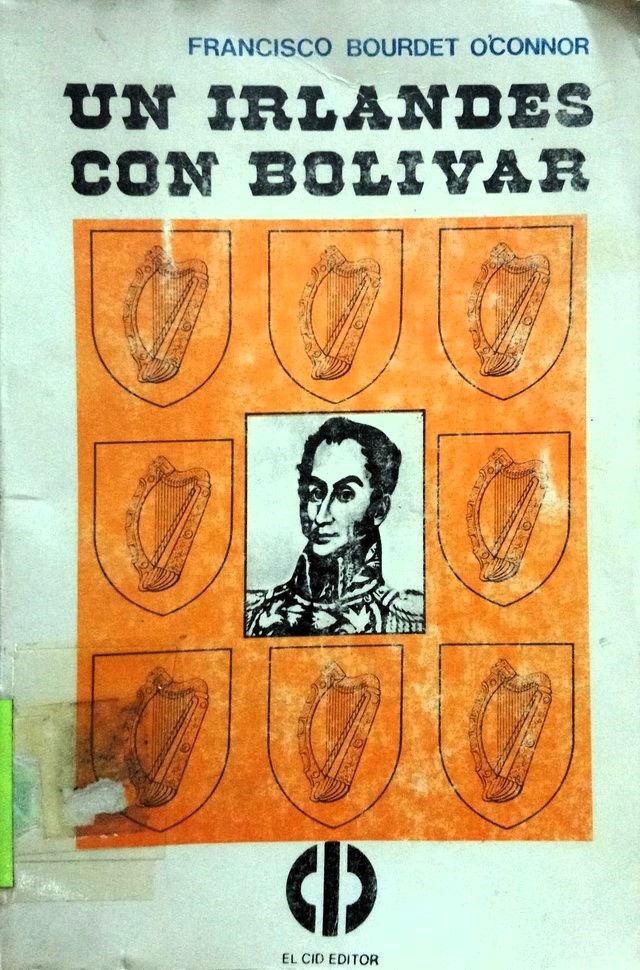 FRANCISCO BOURDET O'CONNOR
UN IRLANDES
CON BOLIVAR
EL CID EDITOR